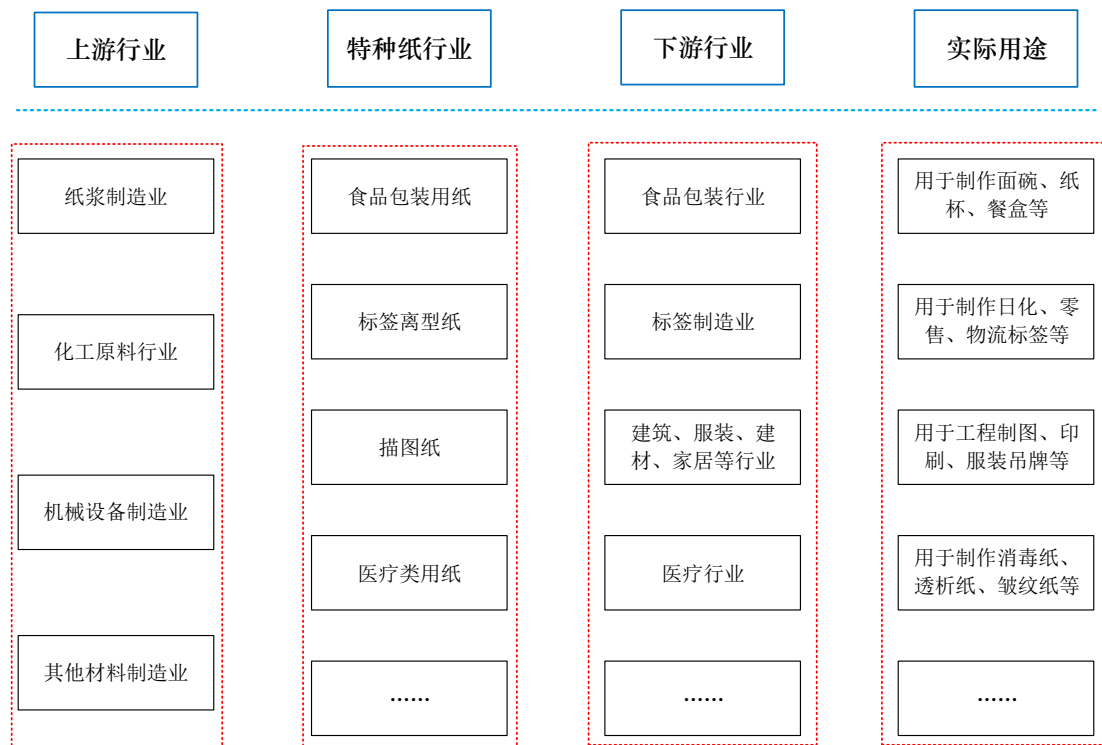 上游行业
特种纸行业
下游行业
实际用途
纸浆制造业
化工原料行业
机械设备制造业
其他材料制造业
食品包装用纸
标签离型纸
描图纸
医疗类用纸
……
食品包装行业
标签制造业
建筑、服装、建
材、家居等行业
医疗行业
……
用于制作面碗、纸
杯、餐盒等
用于制作日化、零
售、物流标签等
用于工程制图、印
刷、服装吊牌等
用于制作消毒纸、
透析纸、皱纹纸等
……